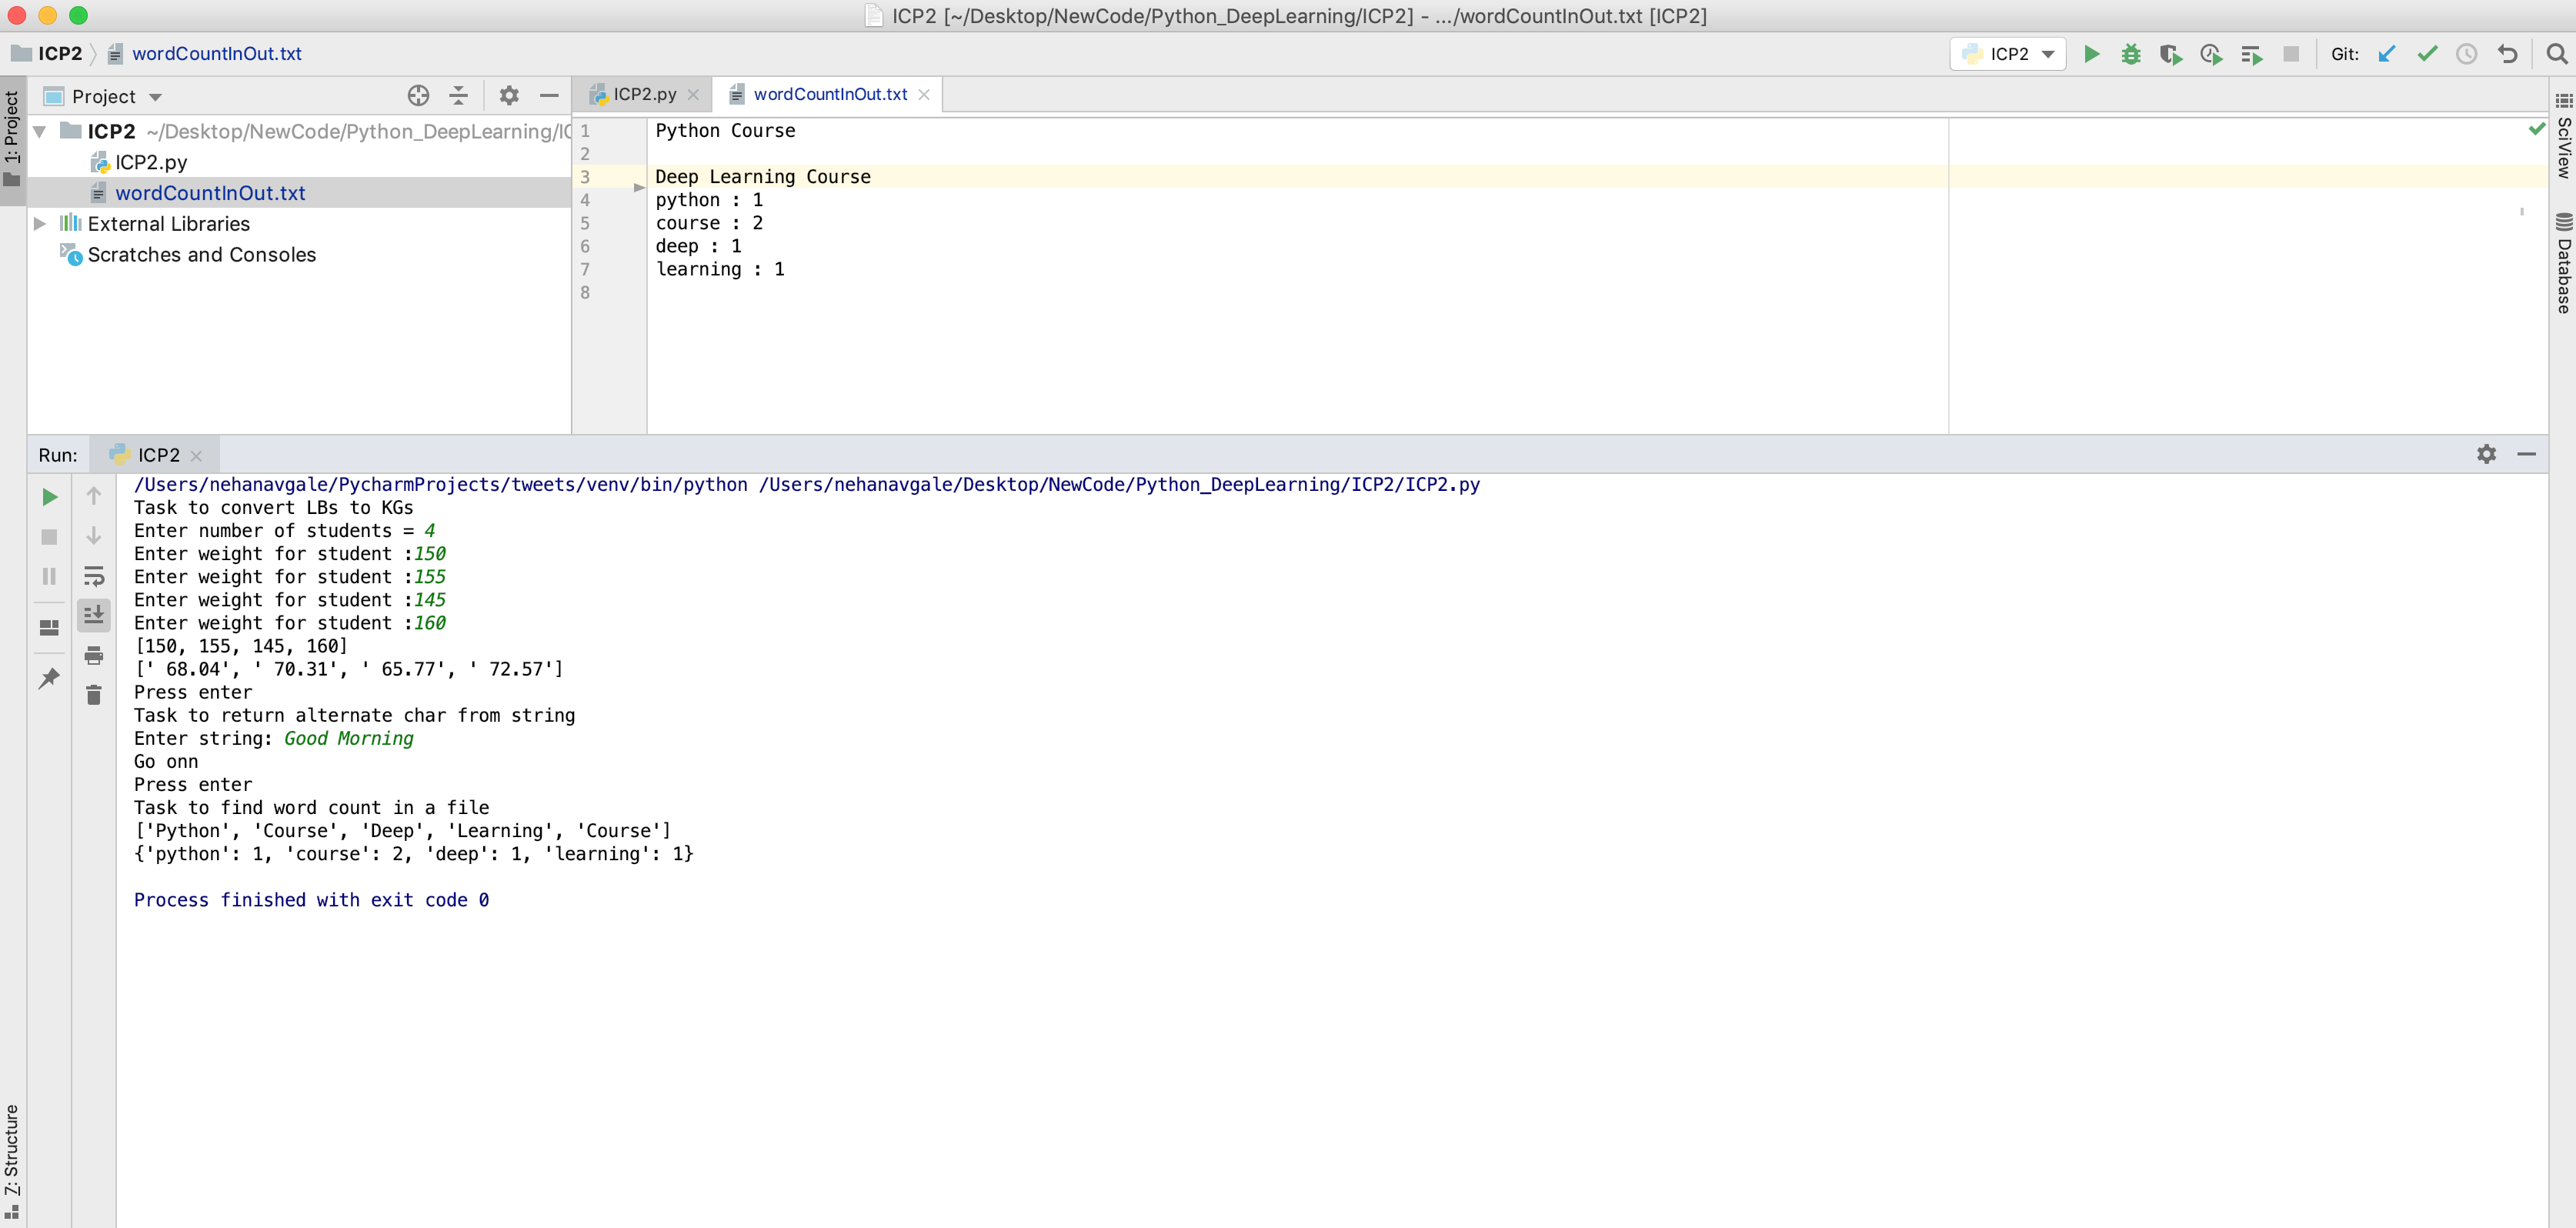 ICP2 [~/Desktop/NewCode/Python_DeepLearning/ICP2] - .../wordCountInOut.txt [ICP2]
ICP2 wordCountInOut.txt
ICP2
Git:
1: Project
Project
ICP2 ~/Desktop/NewCode/Python_DeepLearning/IC
ICP2.py
wordCountInOut.txt
External Libraries
Scratches and Consoles
ICP2.py
wordCountInOut.txt
1 Python Course
2
3 Deep Learning Course
4 python : 1
5 course : 2
6 deep : 1
7 learning : 1
8
SciView
Database
Run: ICP2
/Users/nehanavgale/PycharmProjects/tweets/venv/bin/python /Users/nehanavgale/Desktop/NewCode/Python_DeepLearning/ICP2/ICP2.py
Task to convert LBs to KGs
Enter number of students = 4
Enter weight for student :150
Enter weight for student :155
Enter weight for student :145
Enter weight for student :160
[150, 155, 145, 160]
[' 68.04', ' 70.31', ' 65.77', ' 72.57']
Press enter
Task to return alternate char from string
Enter string: Good Morning
Go onn
Press enter
Task to find word count in a file
['Python', 'Course', 'Deep', 'Learning', 'Course']
{'python': 1, 'course': 2, 'deep': 1, 'learning': 1}
Process finished with exit code 0
Z: Structure